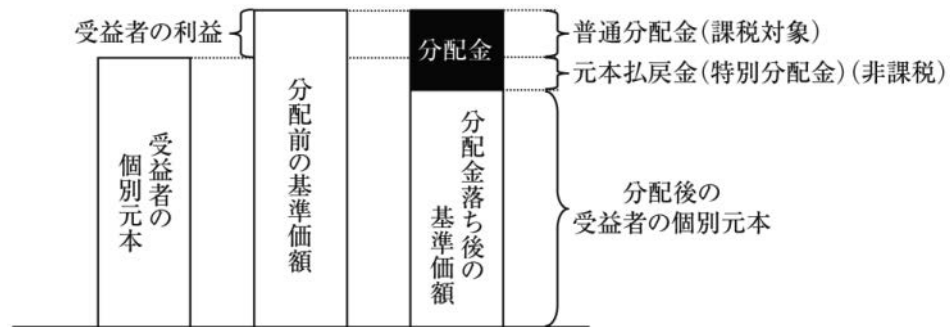 受益者の利益
分配金
普通分配金(課税対象)
元本払戻金(特別分配金)(非課税)
受益者の
個別元本
分配前の基準価額
分配金落ち後の
基準価額
分配後の
受益者の個別元本